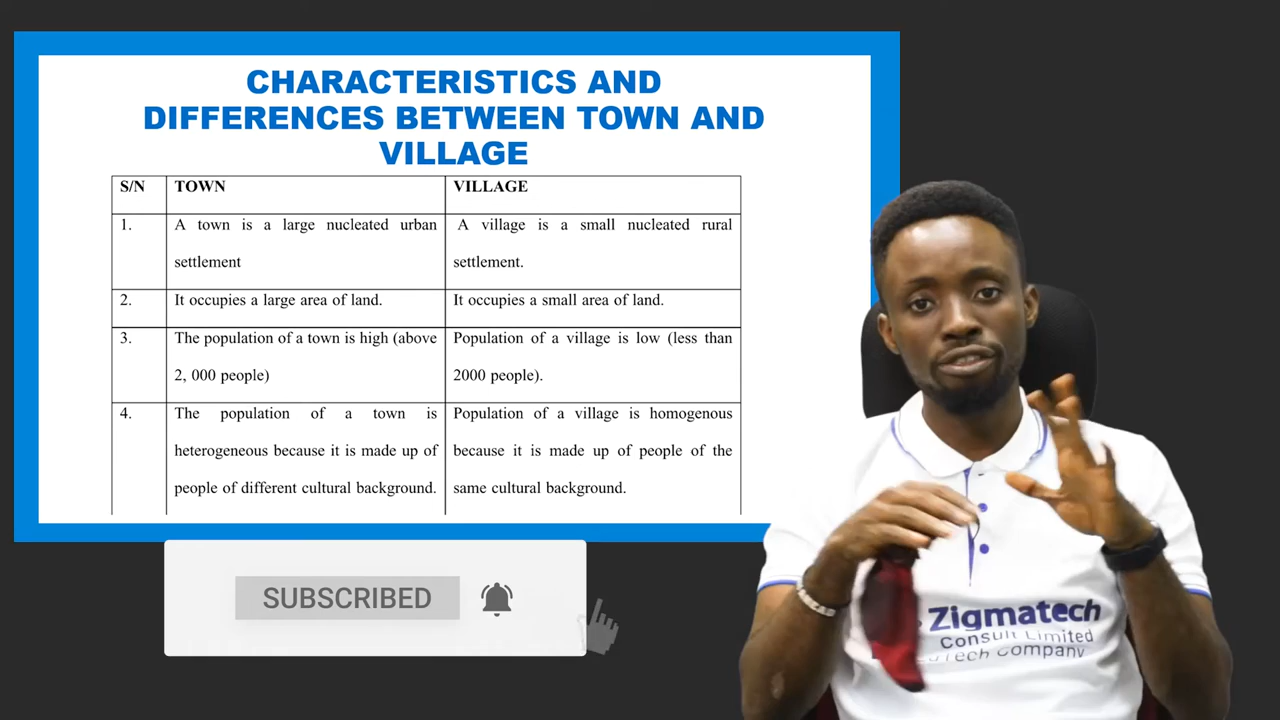 CHARACTERISTICS AND
DIFFERENCES BETWEEN TOWN AND
VILLAGE
S/N TOWN VILLAGE
1. A town is a large nucleated urban A village is a small nucleated rural
settlement settlement.
2. It occupies a large area of land. It occupies a small area of land.
3. The population of a town is high (above Population of a village is low (less than
2, 000 people) 2000 people).
4. The population of a town is Population of a village is homogenous
heterogeneous because it is made up of because it is made up of people of the
people of different cultural background. same cultural background.
SUBSCRIBED
Zigmatech
Consult Limited
Company